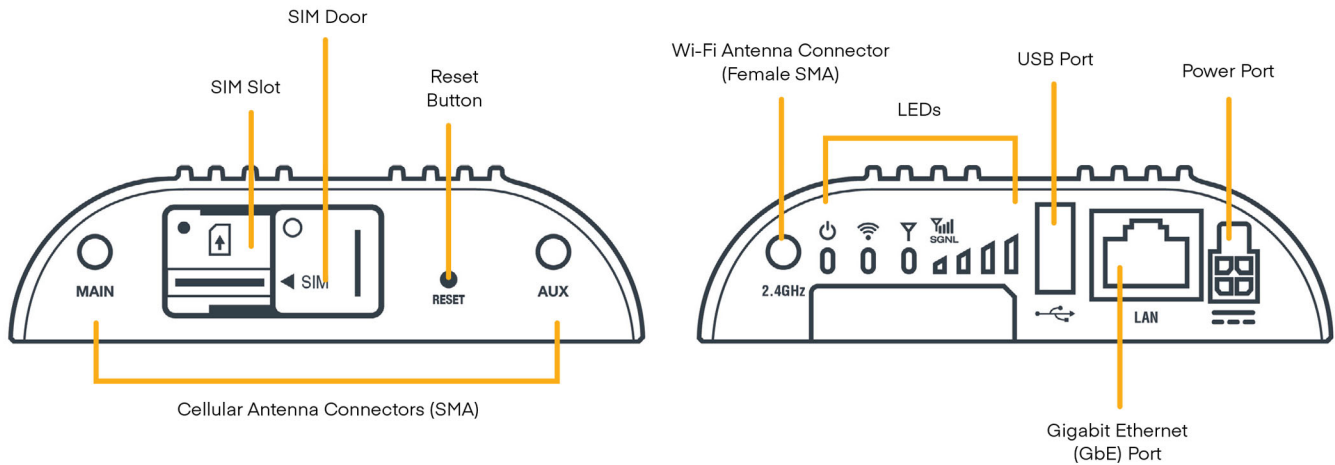 SIM Door
SIM Slot
Reset
Button
MAIN
SIM
RESET
AUX
Cellular Antenna Connectors (SMA)
Wi-Fi Antenna Connector
(Female SMA)
LEDs
USB Port
Power Port
SGNL
2.4GHz
LAN
Gigabit Ethernet
(GbE) Port